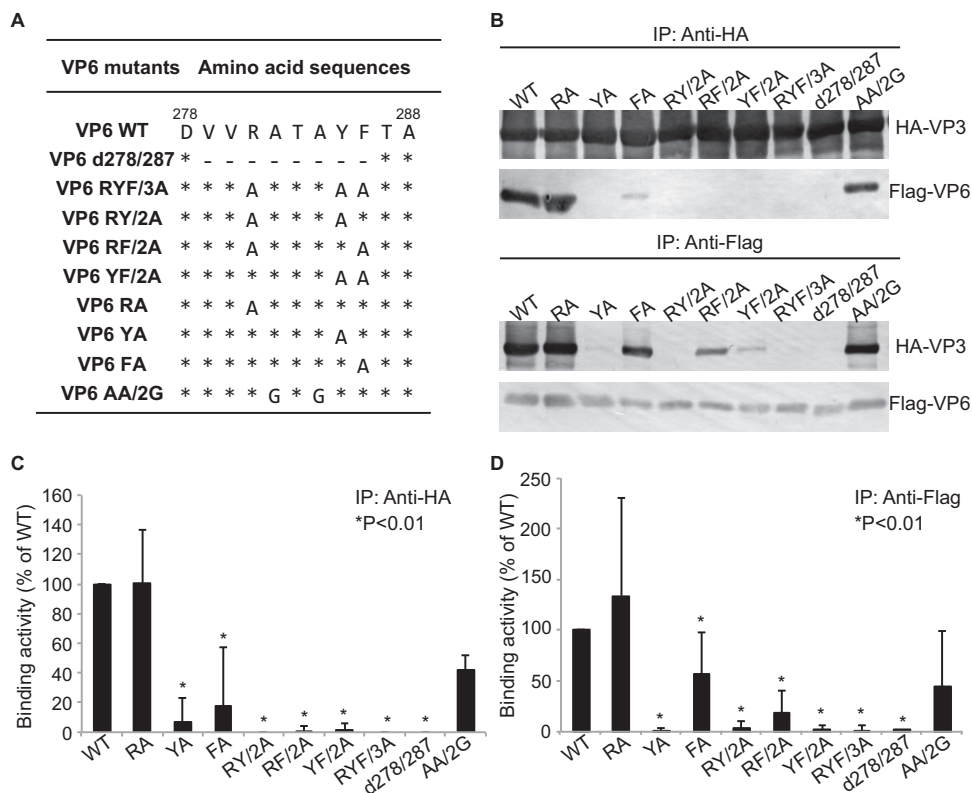 A
VP6 mutants Amino acid sequences
278 288
VP6 WT D V V R A T A Y F T A
VP6 d278/287 * - - - - - - - - * *
VP6 RYF/3A * * * A * * * A A * *
VP6 RY/2A * * * A * * * A * * *
VP6 RF/2A * * * A * * * * A * *
VP6 YF/2A * * * * * * * A A * *
VP6 RA * * * A * * * * * * *
VP6 YA * * * * * * * A * * *
VP6 FA * * * * * * * * A * *
VP6 AA/2G * * * * G * G * * * *
B
IP: Anti-HA
WT RA YA FA RY/2A RF/2A YF/2A RYF/3A d278/287 AA/2G
HA-VP3
Flag-VP6
IP: Anti-Flag
WT RA YA FA RY/2A RF/2A YF/2A RYF/3A d278/287 AA/2G
HA-VP3
Flag-VP6
C
IP: Anti-HA
*P<0.01
Binding activity (% of WT)
160
140
120
100
80
60
40
20
0
* * * * * * *
WT RA YA FA RY/2A RF/2A YF/2A RYF/3A d278/287 AA/2G
D
IP: Anti-Flag
*P<0.01
Binding activity (% of WT)
250
200
150
100
50
0
* * * * * * *
WT RA YA FA RY/2A RF/2A YF/2A RYF/3A d278/287 AA/2G